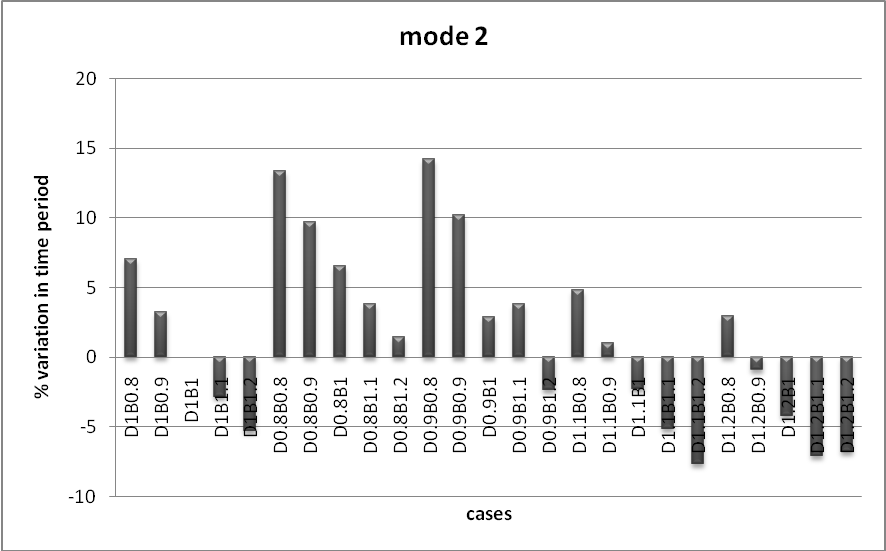 mode 2
% variation in time period
20
15
10
5
0
-5
-10
D1B0.8
D1B0.9
D1B1
D1B1.1
D1B1.2
D0.8B0.8
D0.8B0.9
D0.8B1
D0.8B1.1
D0.8B1.2
D0.9B0.8
D0.9B0.9
D0.9B1
D0.9B1.1
D0.9B1.2
D1.1B0.8
D1.1B0.9
D1.1B1
D1.1B1.1
D1.1B1.2
D1.2B0.8
D1.2B0.9
D1.2B1
D1.2B1.1
D1.2B1.2
cases